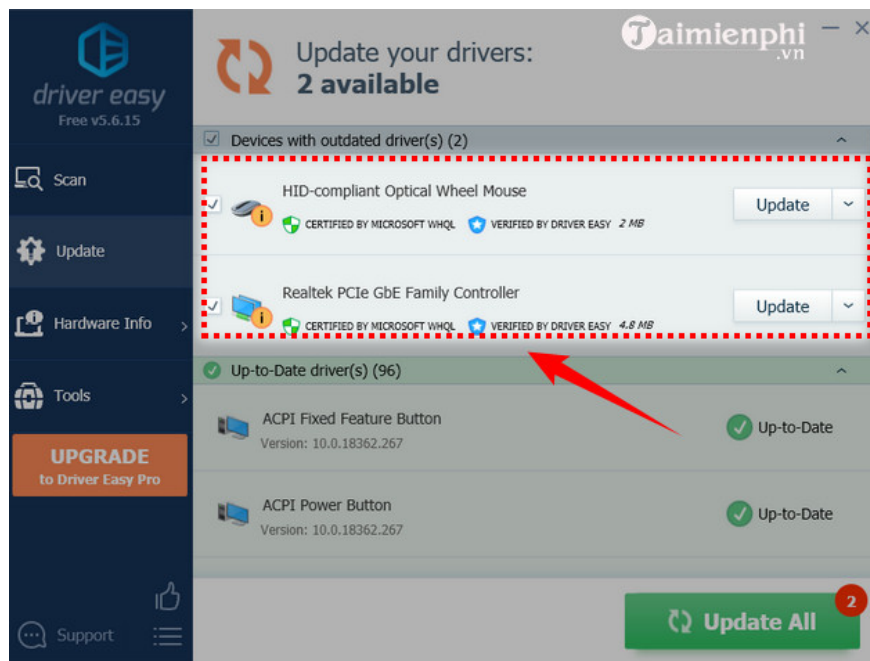 Taimienphi
.vn
driver easy
Free v5.6.15
Scan
Update
Hardware Info
Tools
UPGRADE
to Driver Easy Pro
Support
Update your drivers:
2 available
Devices with outdated driver(s) (2)
HID-compliant Optical Wheel Mouse
CERTIFIED BY MICROSOFT WHQL VERIFIED BY DRIVER EASY 2 MB
Update
Realtek PCIe GbE Family Controller
CERTIFIED BY MICROSOFT WHQL VERIFIED BY DRIVER EASY 4.8 MB
Update
Up-to-Date driver(s) (96)
ACPI Fixed Feature Button
Version: 10.0.18362.267
Up-to-Date
ACPI Power Button
Version: 10.0.18362.267
Up-to-Date
Update All
2